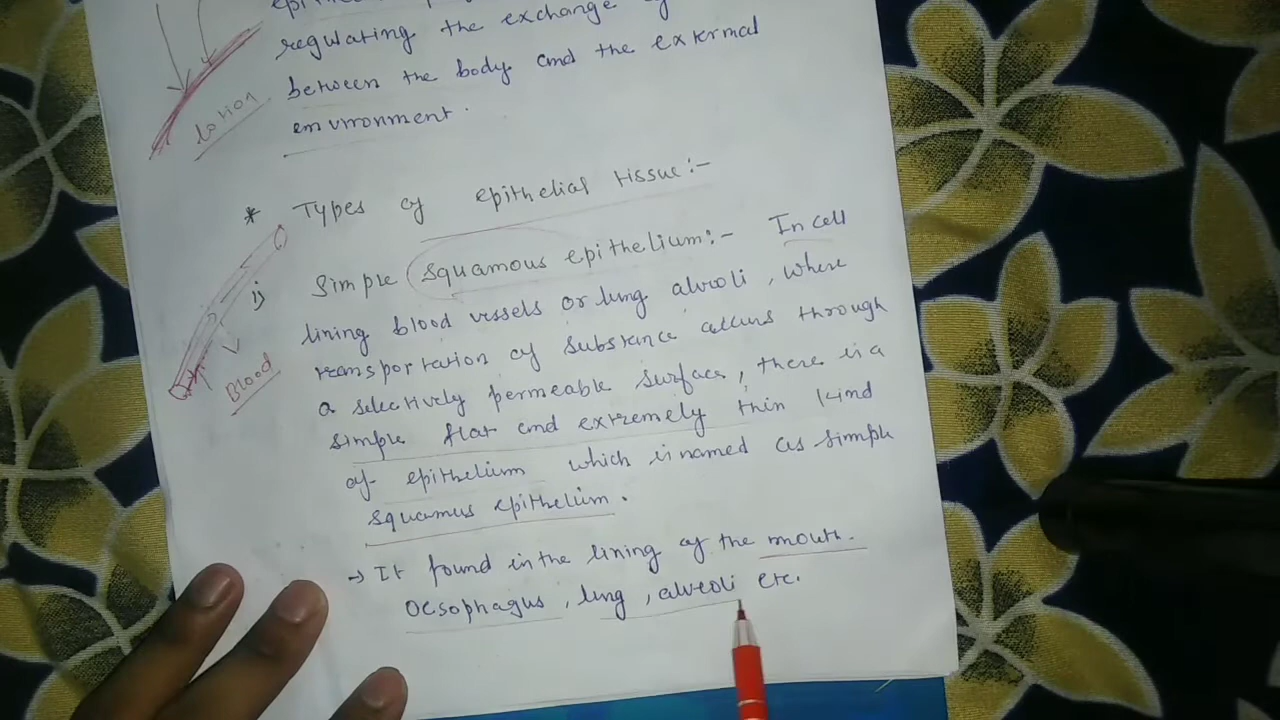 regulating the exchange
between the body and the external
environment.
lotion
* Types of epithelial tissue:-
i) Simple squamous epithelium:- In cell
lining blood vessels or lung alveoli, where
transportation of substance occurs through
a selectively permeable surface, there is a
simple flat and extremely thin kind
of epithelium which is named as simple
squamus epithelium.
Blood
→ It found in the lining of the mouth.
Oesophagus, lung, alveoli etc.